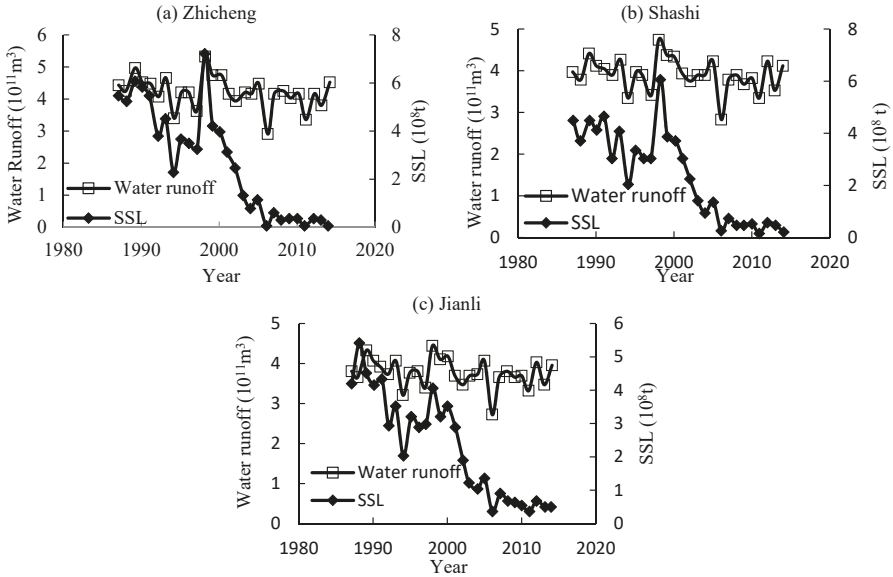 (a) Zhicheng
Water Runoff (10¹¹m³)
6
5
4
3
2
1
0
8
6
4
2
0
SSL (10⁸t)
Water runoff
SSL
1980 1990 2000 2010 2020
Year
(b) Shashi
Water runoff (10¹¹m³)
5
4
3
2
1
0
8
6
4
2
0
SSL (10⁸ t)
Water runoff
SSL
1980 1990 2000 2010 2020
Year
(c) Jianli
Water runoff (10¹¹m³)
5
4
3
2
1
0
6
5
4
3
2
1
0
SSL (10⁸t)
Water runoff
SSL
1980 1990 2000 2010 2020
Year